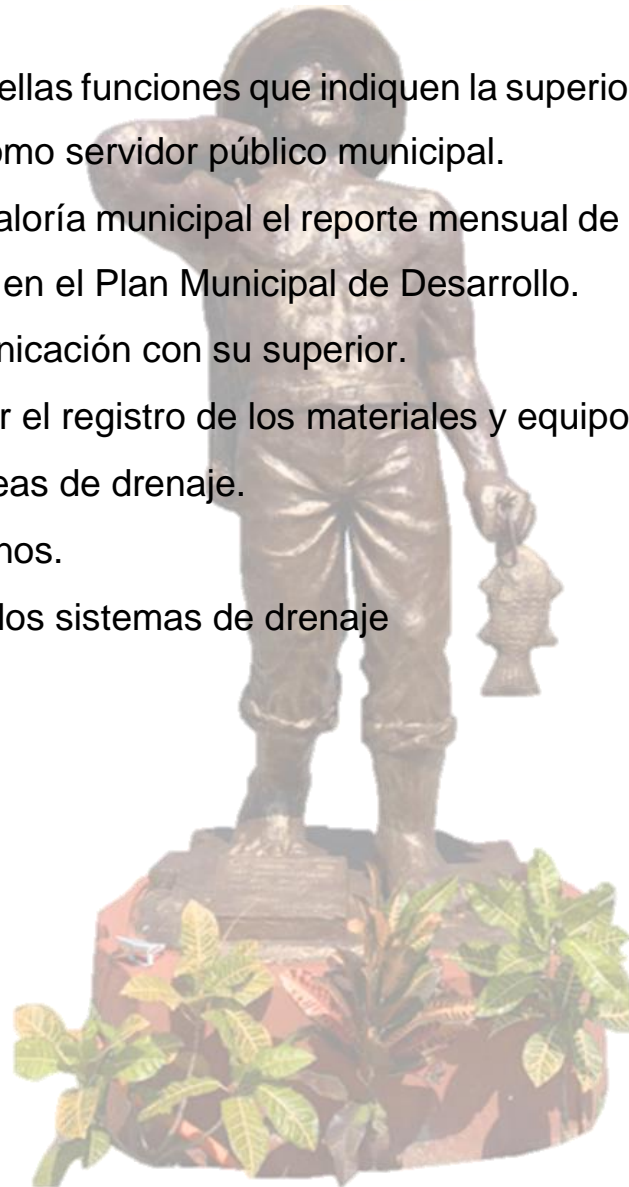 ellas funciones que indiquen la superio
omo servidor público municipal.
aloría municipal el reporte mensual de
en el Plan Municipal de Desarrollo.
nicación con su superior.
r el registro de los materiales y equipo
eas de drenaje.
nos.
los sistemas de drenaje